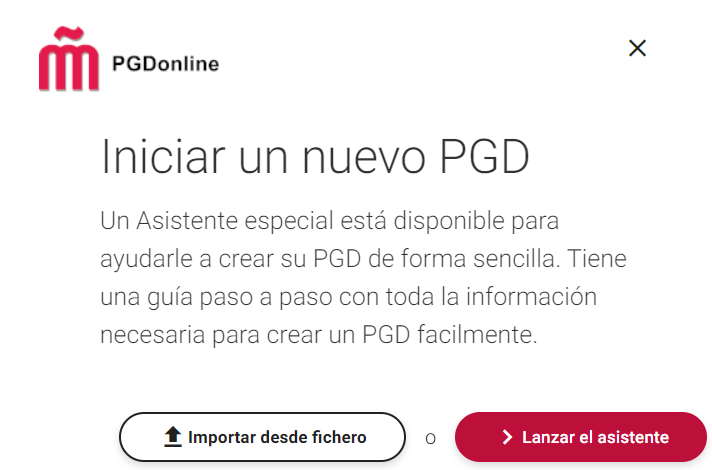 PGDonline
Iniciar un nuevo PGD
Un Asistente especial está disponible para
ayudarle a crear su PGD de forma sencilla. Tiene
una guía paso a paso con toda la información
necesaria para crear un PGD facilmente.
Importar desde fichero o Lanzar el asistente